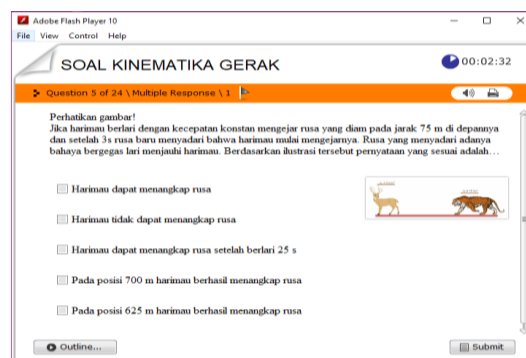 Adobe Flash Player 10
File View Control Help
SOAL KINEMATIKA GERAK
00:02:32
Question 5 of 24 \ Multiple Response \ 1
Perhatikan gambar!
Jika harimau berlari dengan kecepatan konstan mengejar rusa yang diam pada jarak 75 m di depannya
dan setelah 3s rusa baru menyadari bahwa harimau mulai mengejarnya. Rusa yang menyadari adanya
bahaya bergegas lari menjauhi harimau. Berdasarkan ilustrasi tersebut pernyataan yang sesuai adalah…
Harimau dapat menangkap rusa
Harimau tidak dapat menangkap rusa
Harimau dapat menangkap rusa setelah berlari 25 s
Pada posisi 700 m harimau berhasil menangkap rusa
Pada posisi 625 m harimau berhasil menangkap rusa
Outline...
Submit